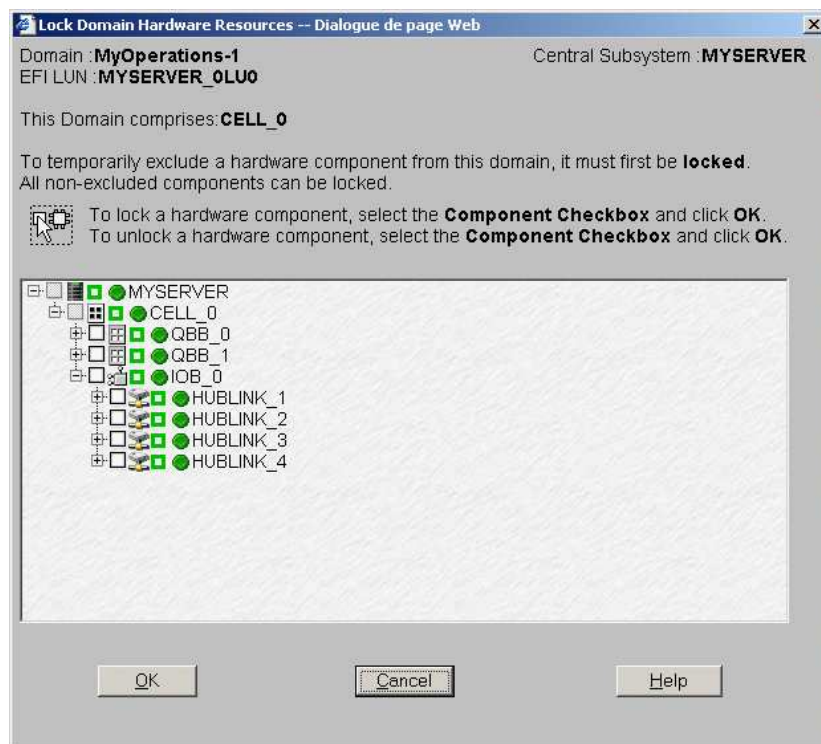 Lock Domain Hardware Resources -- Dialogue de page Web
Domain :MyOperations-1 Central Subsystem :MYSERVER
EFI LUN :MYSERVER_0LU0
This Domain comprises:CELL_0
To temporarily exclude a hardware component from this domain, it must first be locked.
All non-excluded components can be locked.
To lock a hardware component, select the Component Checkbox and click OK.
To unlock a hardware component, select the Component Checkbox and click OK.
MYSERVER
CELL_0
QBB_0
QBB_1
IOB_0
HUBLINK_1
HUBLINK_2
HUBLINK_3
HUBLINK_4
OK Cancel Help